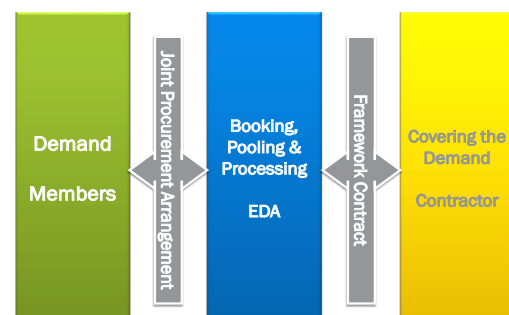 Demand
Members
Joint Procurement Arrangement
Booking,
Pooling &
Processing
EDA
Framework Contract
Covering the
Demand
Contractor